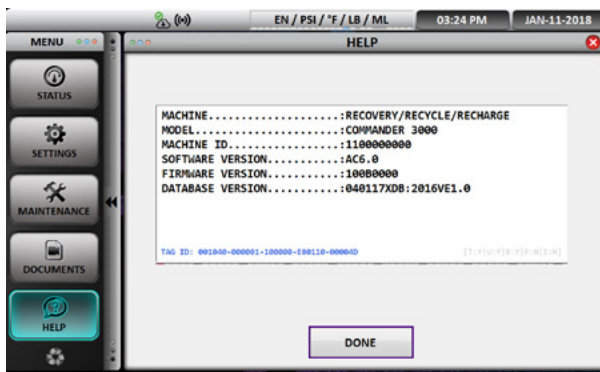 EN / PSI / °F / LB / ML
03:24 PM
JAN-11-2018
MENU
HELP
STATUS
SETTINGS
MAINTENANCE
DOCUMENTS
HELP
MACHINE......................:RECOVERY/RECYCLE/RECHARGE
MODEL........................:COMMANDER 3000
MACHINE ID...................:1100000000
SOFTWARE VERSION.............:AC6.0
FIRMWARE VERSION.............:100B0000
DATABASE VERSION.............:040117XDB:2016VE1.0
TAG ID: 001040-000001-100000-E80110-00004D
DONE